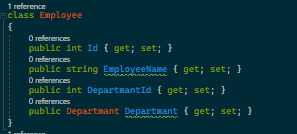 1 reference
class Employee
{
0 references
public int Id { get; set; }
0 references
public string EmployeeName { get; set; }
0 references
public int DepartmantId { get; set; }
0 references
public Departmant Departmant { get; set; }
}
1 reference